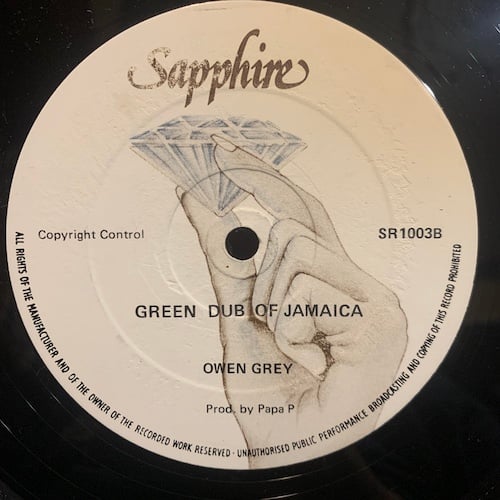 Sapphire
Copyright Control
SR1003B
GREEN DUB OF JAMAICA
OWEN GREY
Prod. by Papa P
ALL RIGHTS OF THE MANUFACTURER AND OF THE OWNER OF THE RECORDED WORK RESERVED · UNAUTHORISED PUBLIC PERFORMANCE BROADCASTING AND COPYING OF THIS RECORD PROHIBITED